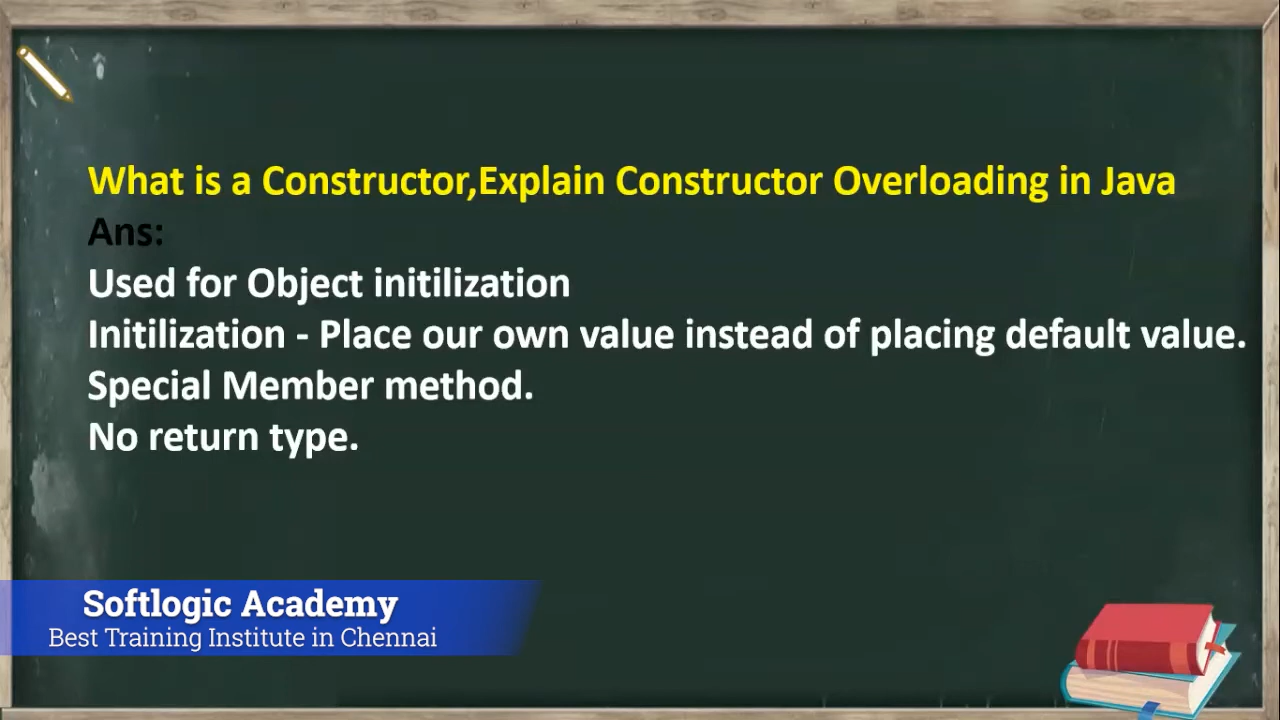 What is a Constructor,Explain Constructor Overloading in Java
Ans:
Used for Object initilization
Initilization - Place our own value instead of placing default value.
Special Member method.
No return type.
Softlogic Academy
Best Training Institute in Chennai